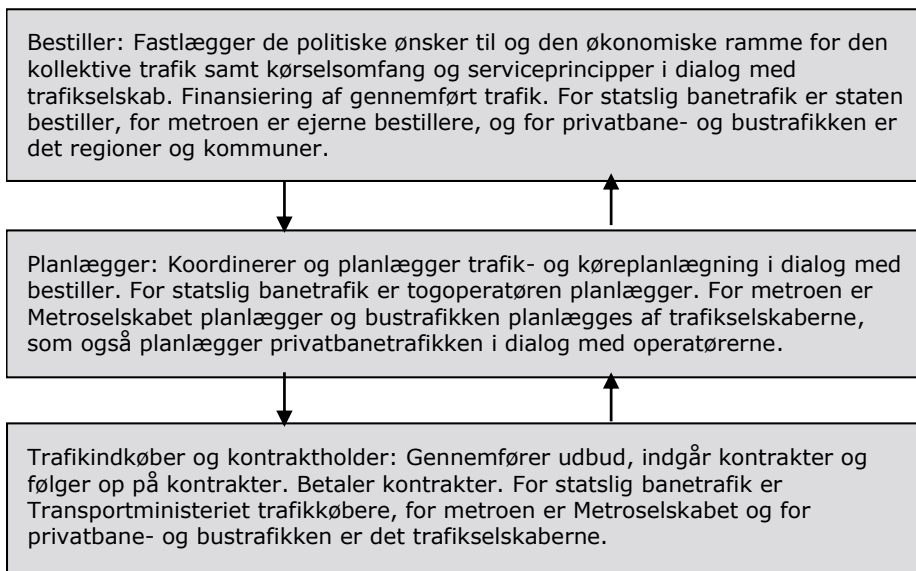 Bestiller: Fastlægger de politiske ønsker til og den økonomiske ramme for den
kollektive trafik samt kørselsomfang og serviceprincipper i dialog med
trafikselskab. Finansiering af gennemført trafik. For statslig banetrafik er staten
bestiller, for metroen er ejerne bestillere, og for privatbane- og bustrafikken er
det regioner og kommuner.
Planlægger: Koordinerer og planlægger trafik- og køreplanlægning i dialog med
bestiller. For statslig banetrafik er togoperatøren planlægger. For metroen er
Metroselskabet planlægger og bustrafikken planlægges af trafikselskaberne,
som også planlægger privatbanetrafikken i dialog med operatørerne.
Trafikindkøber og kontraktholder: Gennemfører udbud, indgår kontrakter og
følger op på kontrakter. Betaler kontrakter. For statslig banetrafik er
Transportministeriet trafikkøbere, for metroen er Metroselskabet og for
privatbane- og bustrafikken er det trafikselskaberne.